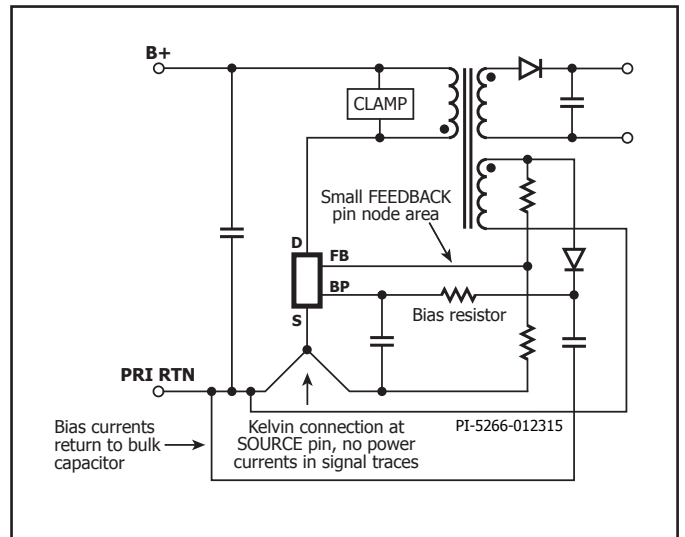 B+
CLAMP
Small FEEDBACK
pin node area
D
FB
BP
S
Bias resistor
PRI RTN
Bias currents
return to bulk
capacitor
Kelvin connection at
SOURCE pin, no power
currents in signal traces
PI-5266-012315